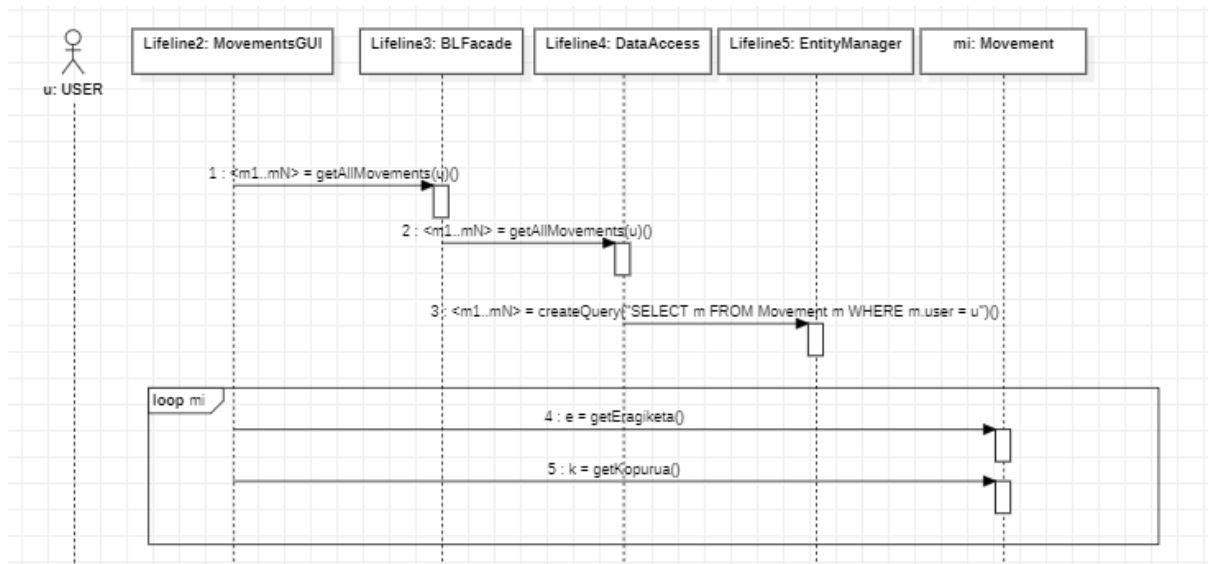 Lifeline2: MovementsGUI
Lifeline3: BLFacade
Lifeline4: DataAccess
Lifeline5: EntityManager
mi: Movement
u: USER
1 : <m1..mN> = getAllMovements(u)()
2 : <m1..mN> = getAllMovements(u)()
3 : <m1..mN> = createQuery("SELECT m FROM Movement m WHERE m.user = u")()
loop mi
4 : e = getEragiketa()
5 : k = getKopurua()